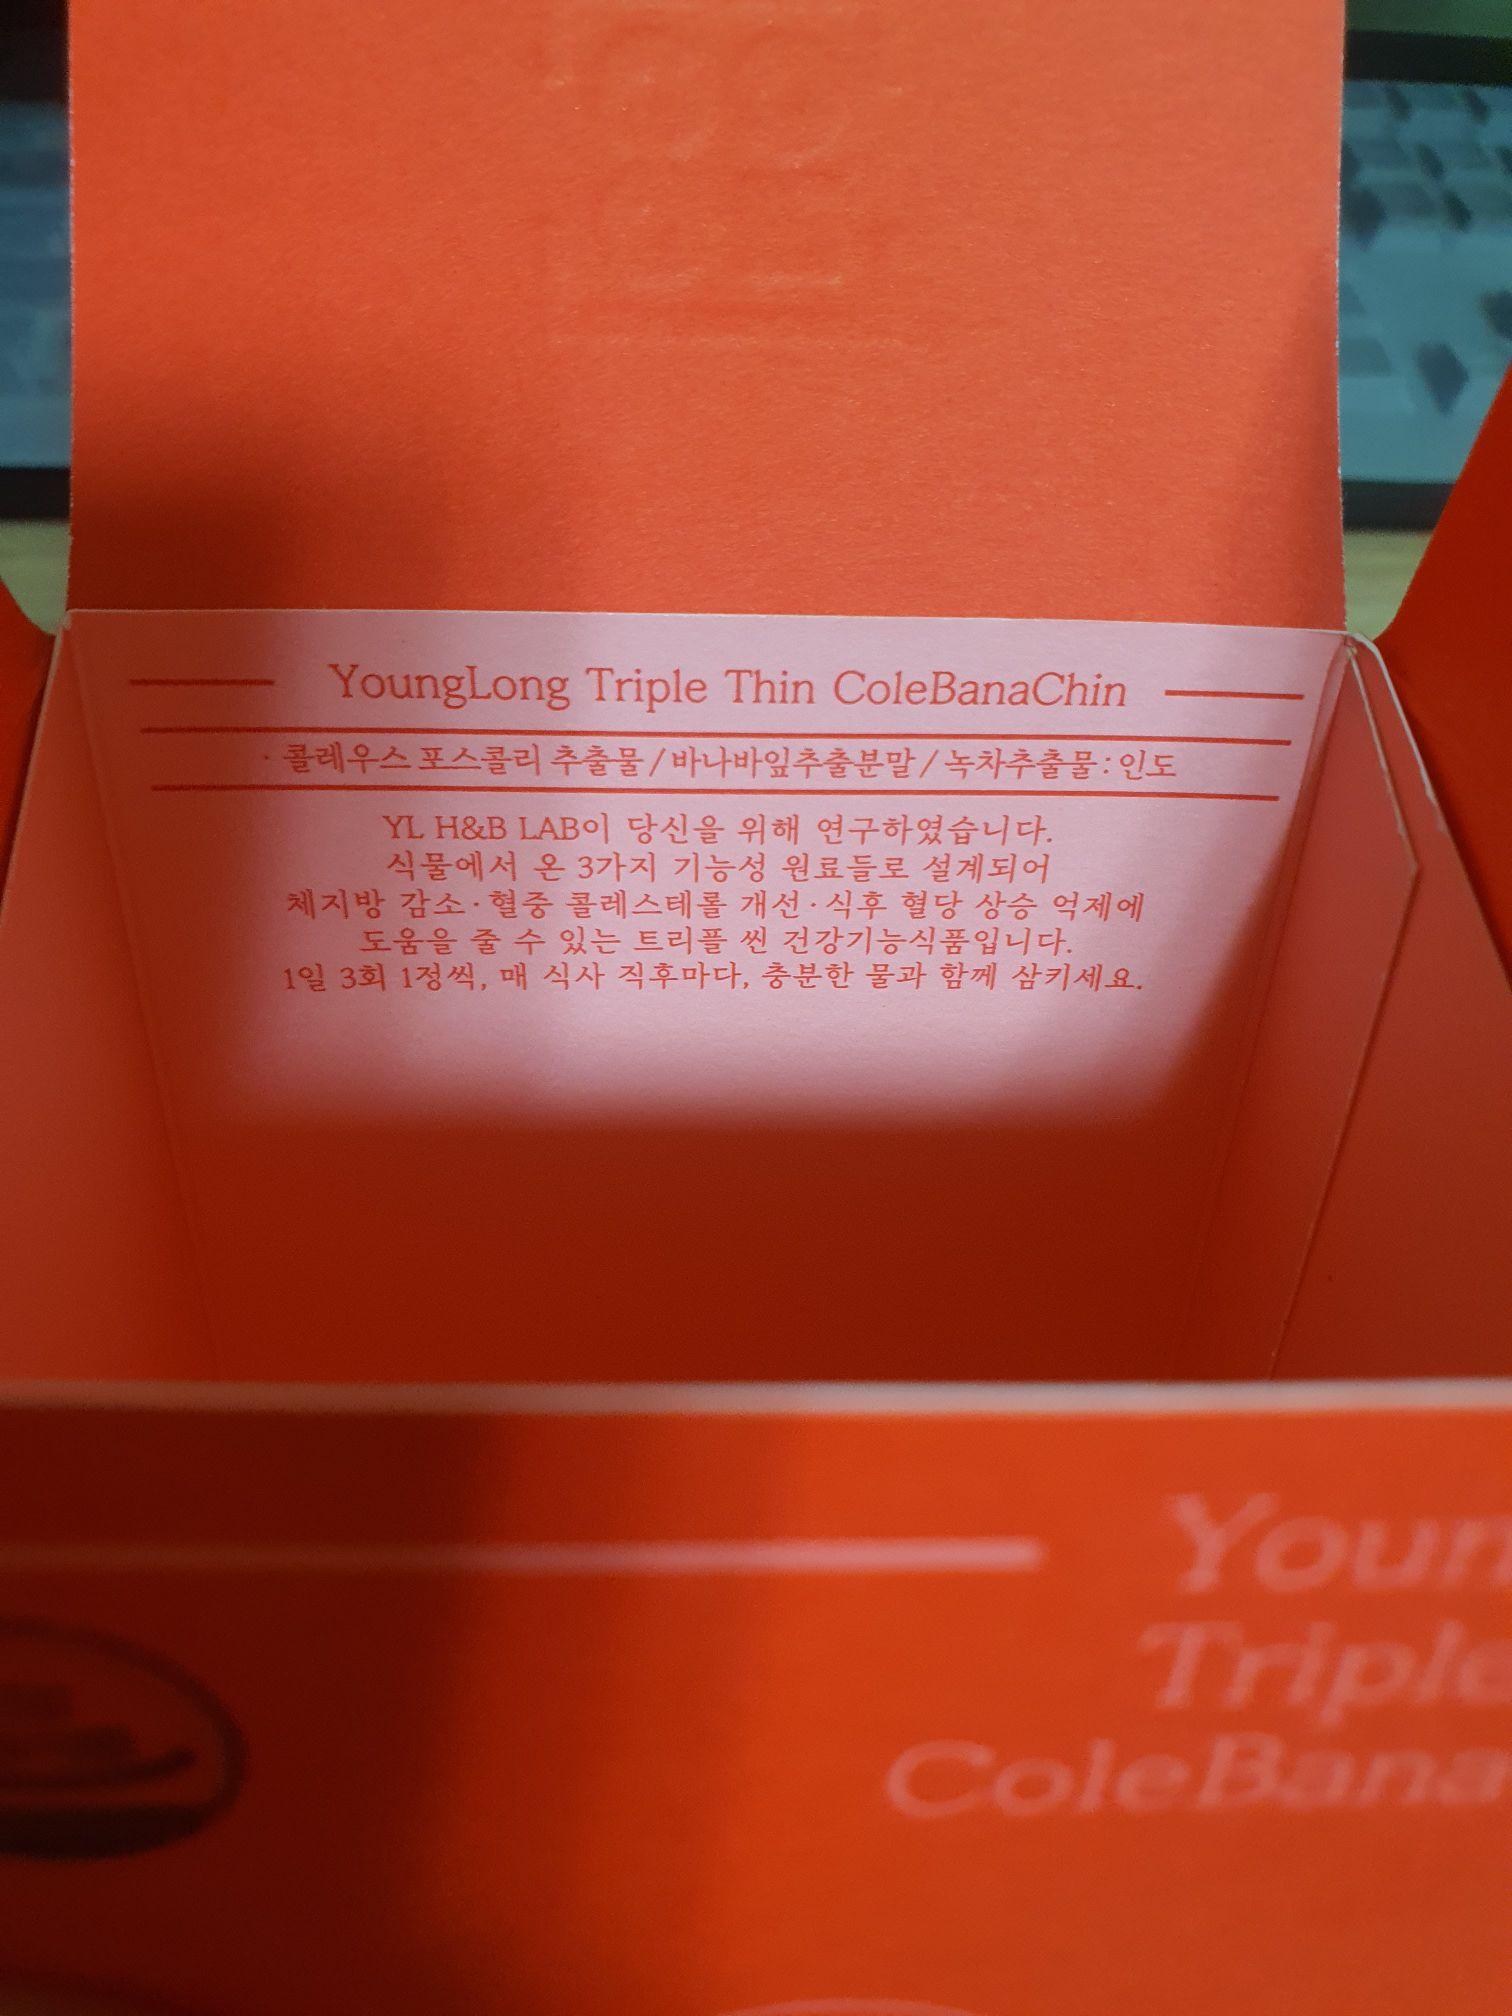 YoungLong Triple Thin ColeBanaChin
· 콜레우스 포스콜리 추출물 / 바나바잎추출분말 / 녹차추출물 : 인도
YL H&B LAB이 당신을 위해 연구하였습니다.
식물에서 온 3가지 기능성 원료들로 설계되어
체지방 감소 · 혈중 콜레스테롤 개선 · 식후 혈당 상승 억제에
도움을 줄 수 있는 트리플 씬 건강기능식품입니다.
1일 3회 1정씩, 매 식사 직후마다, 충분한 물과 함께 삼키세요.
Youn
Triple
ColeBana